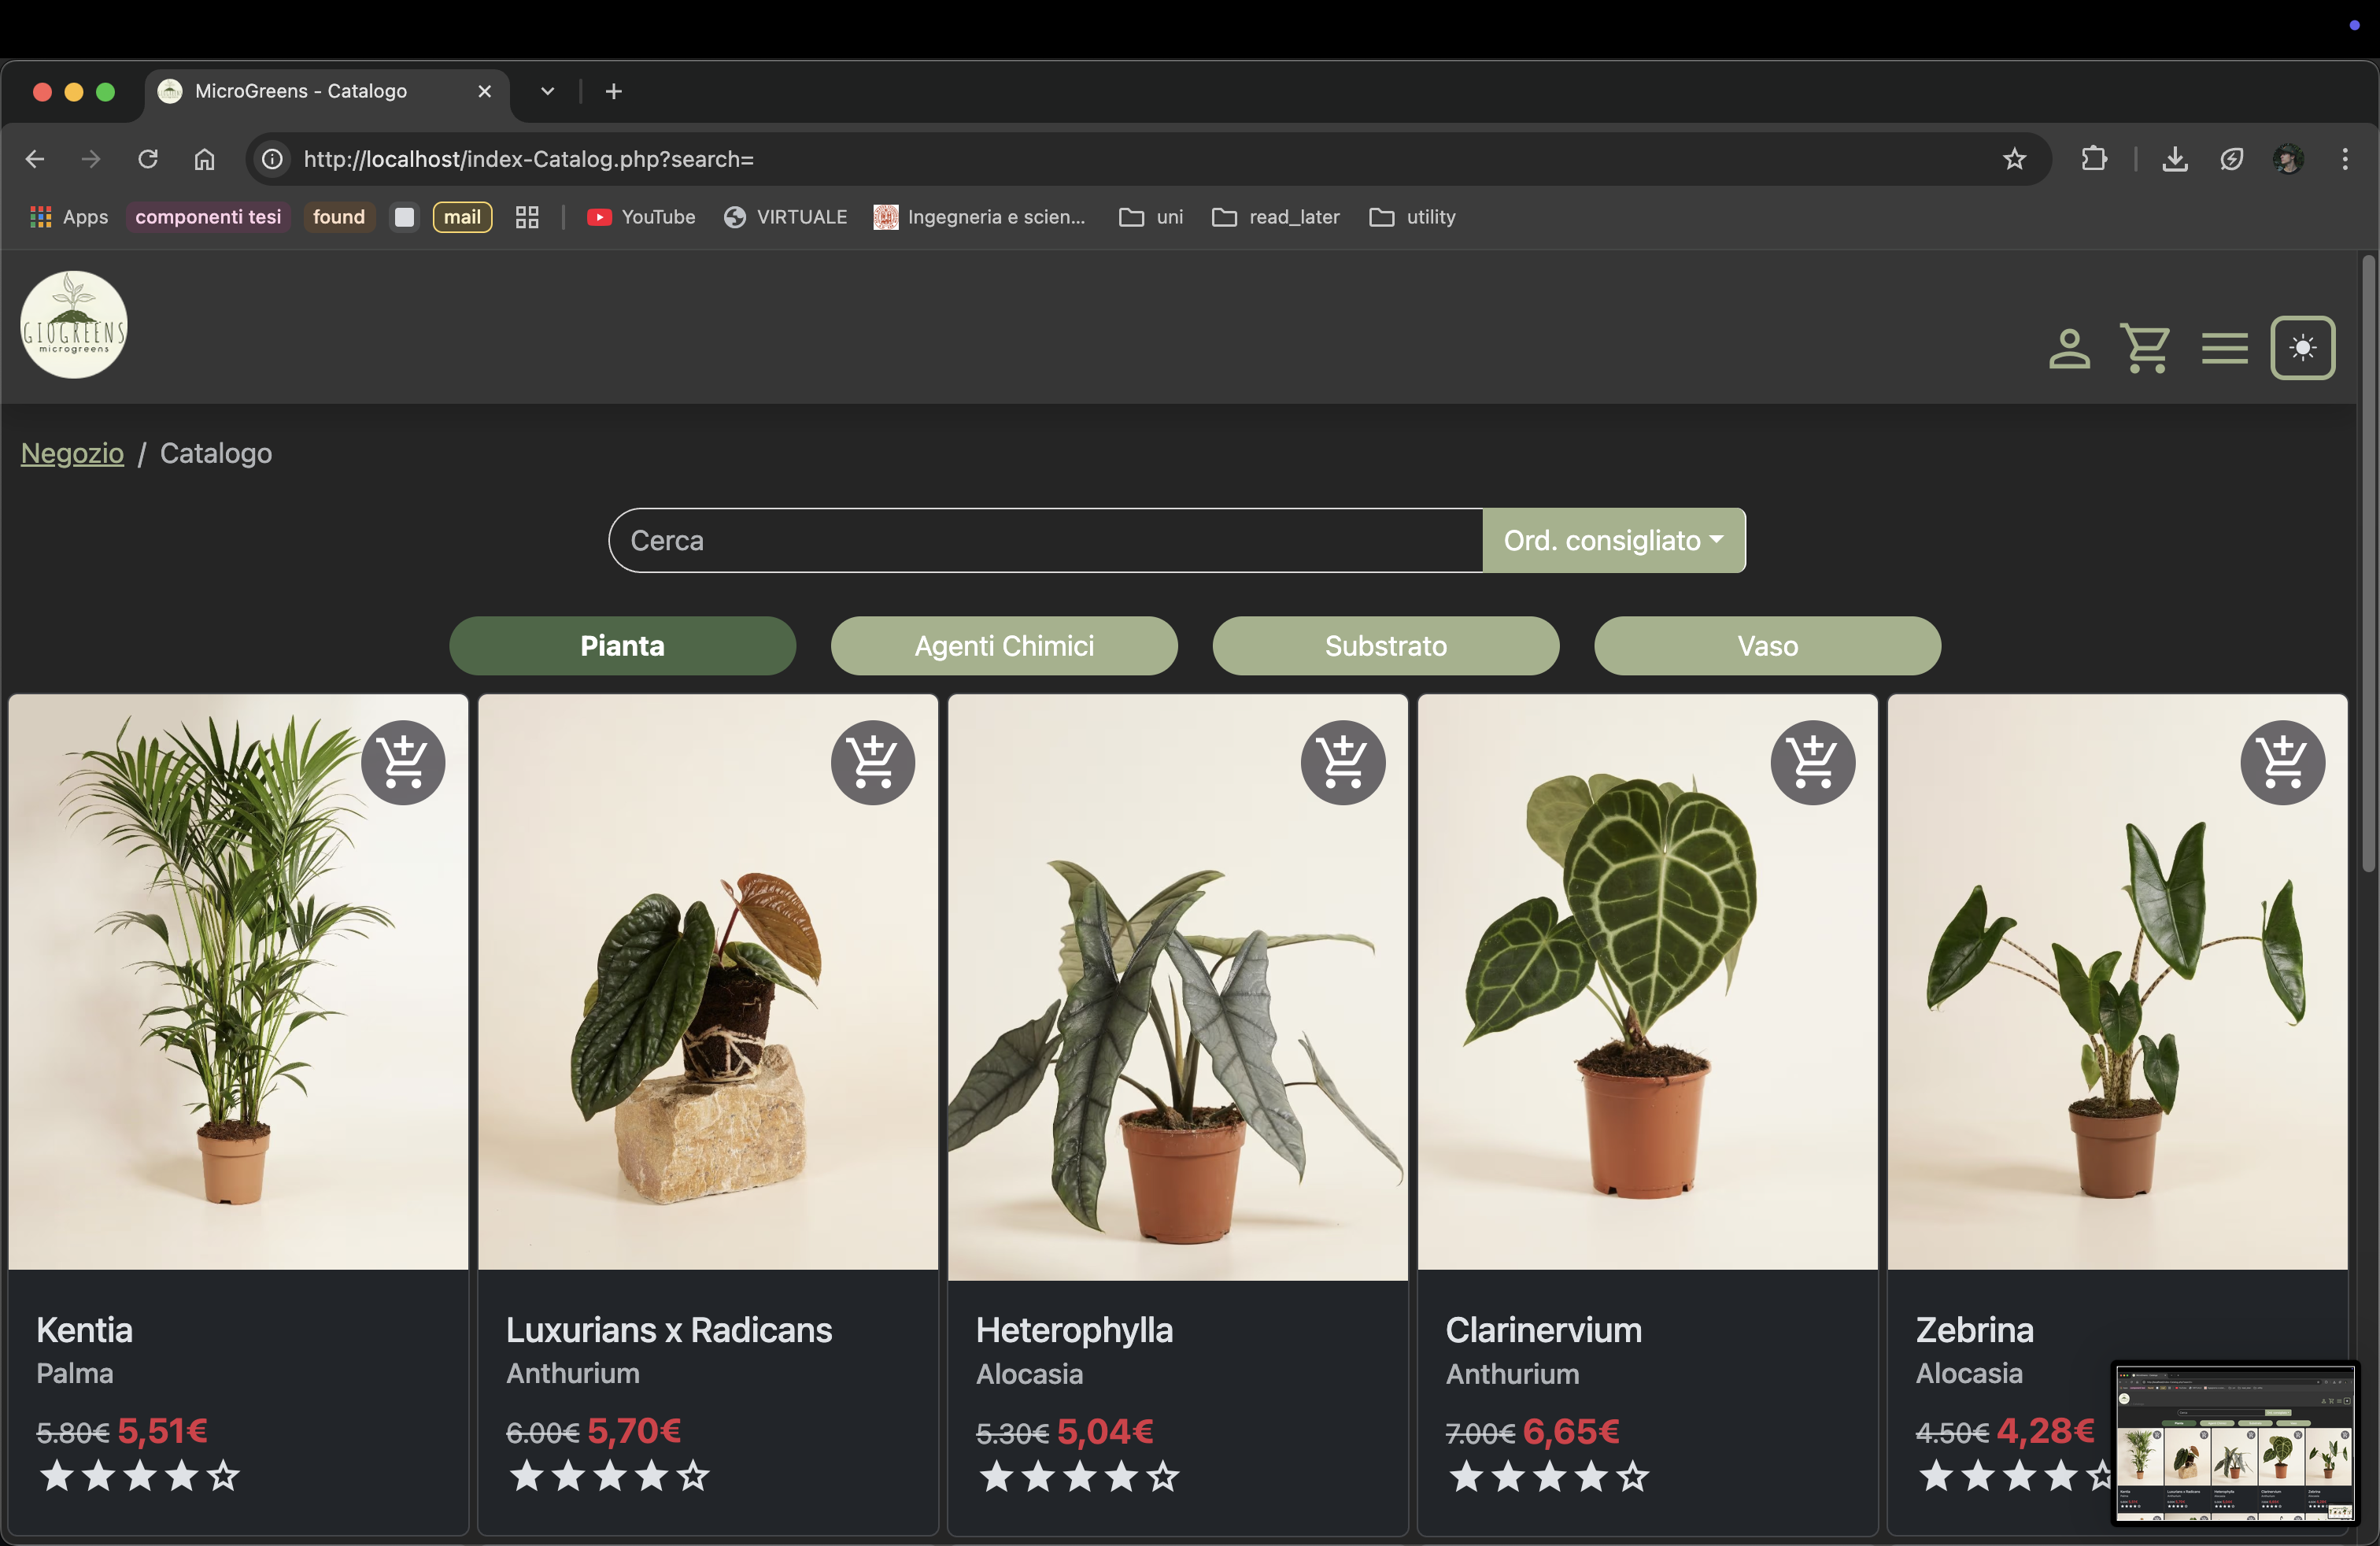 MicroGreens - Catalogo
http://localhost/index-Catalog.php?search=
Apps componenti tesi found mail YouTube VIRTUALE Ingegneria e scien... uni read_later utility
GIOGREENS
microgreens
Negozio / Catalogo
Cerca Ord. consigliato
Pianta Agenti Chimici Substrato Vaso
Kentia
Palma
5.80€ 5,51€
Luxurians x Radicans
Anthurium
6.00€ 5,70€
Heterophylla
Alocasia
5.30€ 5,04€
Clarinervium
Anthurium
7.00€ 6,65€
Zebrina
Alocasia
4.50€ 4,28€